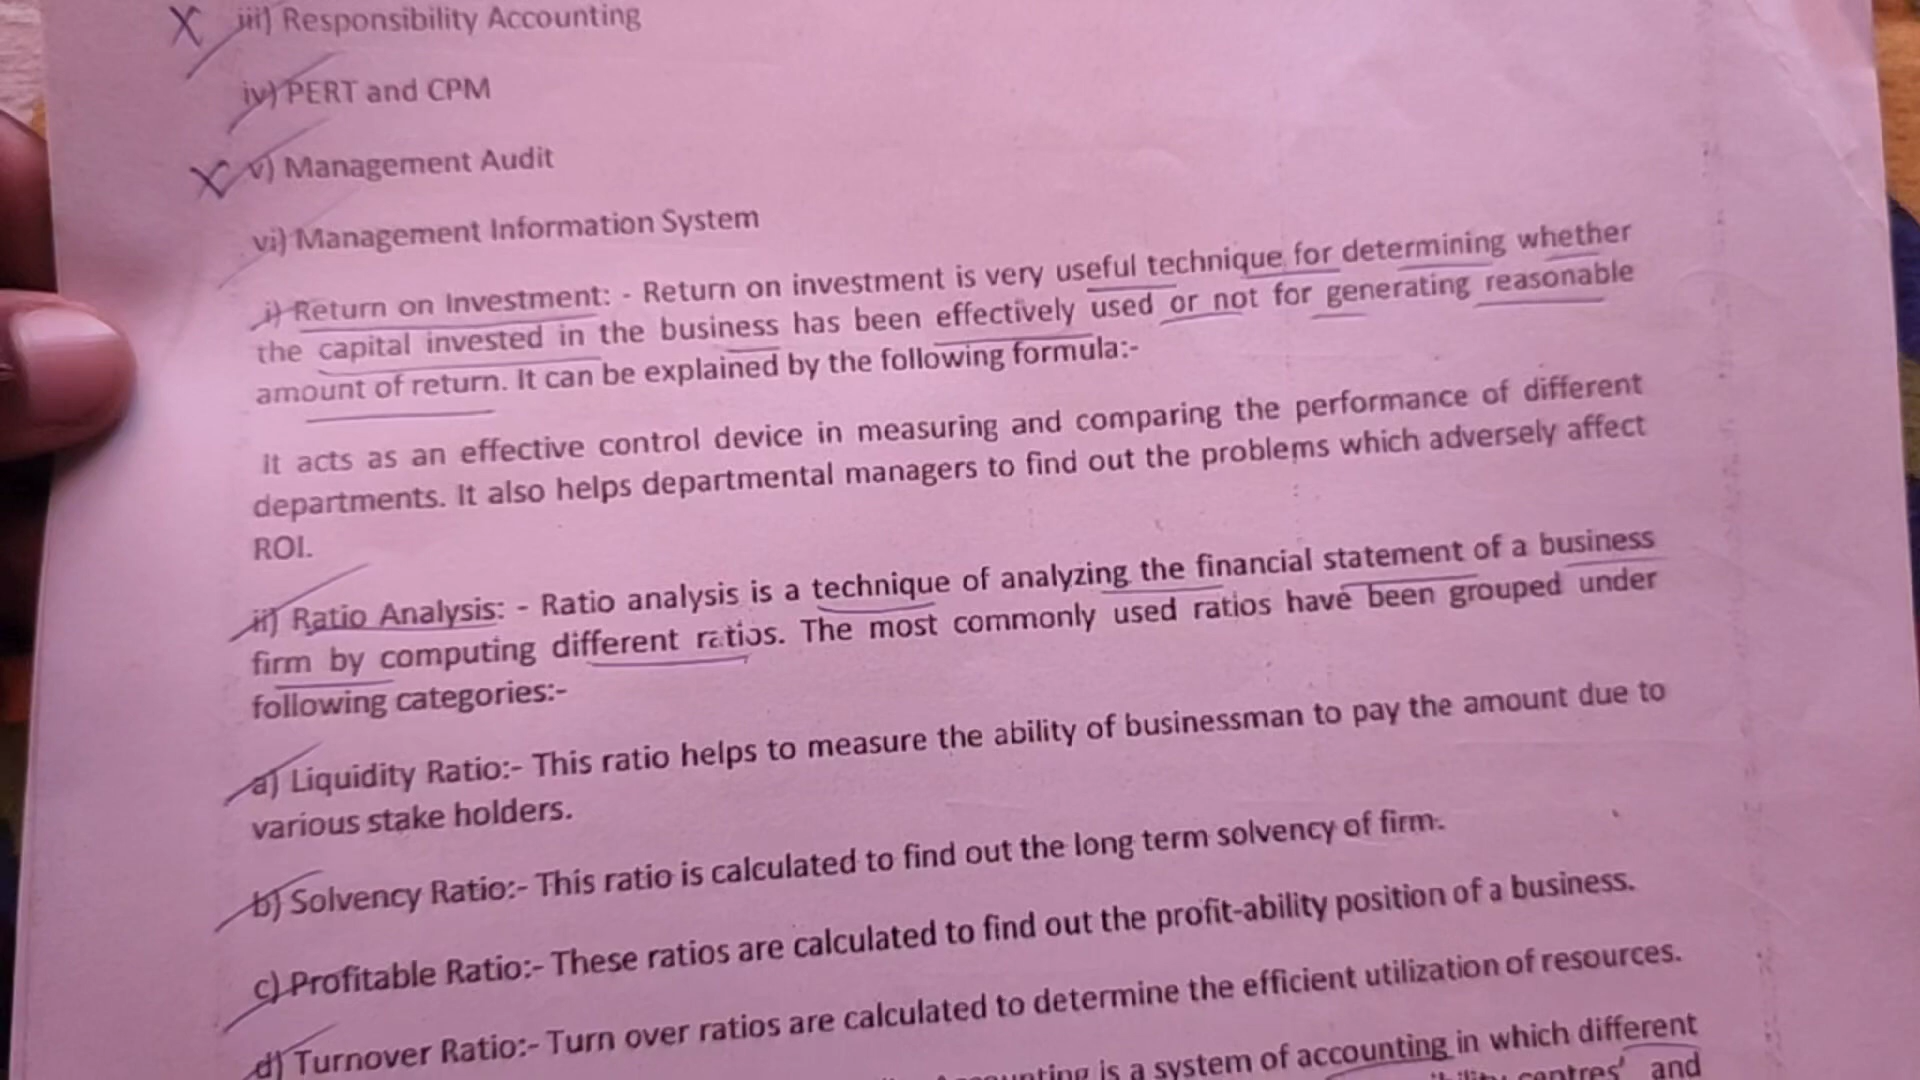 iii) Responsibility Accounting
iv) PERT and CPM
v) Management Audit
vi) Management Information System
i) Return on Investment: - Return on investment is very useful technique for determining whether
the capital invested in the business has been effectively used or not for generating reasonable
amount of return. It can be explained by the following formula:-
It acts as an effective control device in measuring and comparing the performance of different
departments. It also helps departmental managers to find out the problems which adversely affect
ROI.
ii) Ratio Analysis: - Ratio analysis is a technique of analyzing the financial statement of a business
firm by computing different ratios. The most commonly used ratios have been grouped under
following categories:-
a) Liquidity Ratio:- This ratio helps to measure the ability of businessman to pay the amount due to
various stake holders.
b) Solvency Ratio:- This ratio is calculated to find out the long term solvency of firm.
c) Profitable Ratio:- These ratios are calculated to find out the profit-ability position of a business.
d) Turnover Ratio:- Turn over ratios are calculated to determine the efficient utilization of resources.
is a system of accounting in which different
centres' and